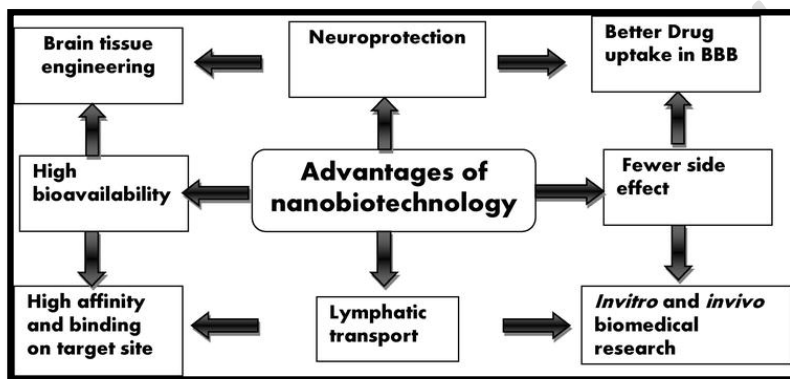 Brain tissue
engineering
Neuroprotection
Better Drug
uptake in BBB
High
bioavailability
Advantages of
nanobiotechnology
Fewer side
effect
High affinity
and binding
on target site
Lymphatic
transport
Invitro and invivo
biomedical
research